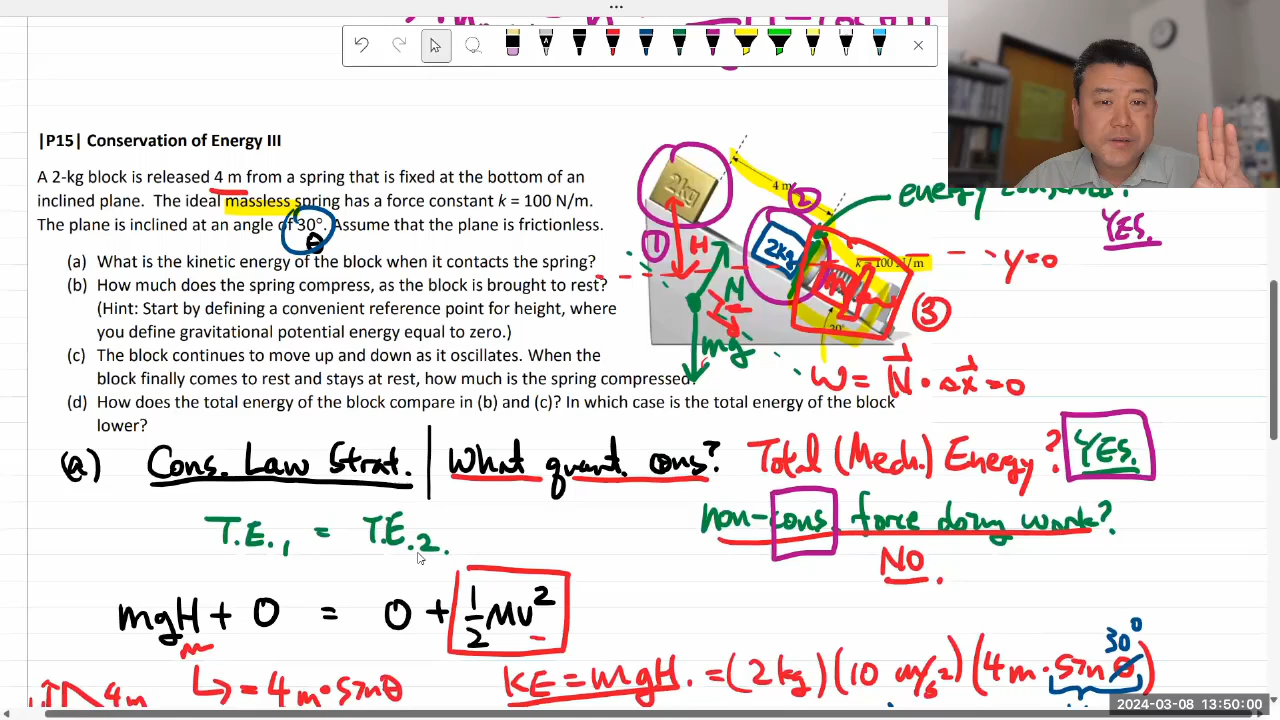 |P15| Conservation of Energy III
A 2-kg block is released 4 m from a spring that is fixed at the bottom of an
inclined plane. The ideal massless spring has a force constant k = 100 N/m.
The plane is inclined at an angle of 30°. Assume that the plane is frictionless.
θ
(a) What is the kinetic energy of the block when it contacts the spring?
(b) How much does the spring compress, as the block is brought to rest?
(Hint: Start by defining a convenient reference point for height, where
you define gravitational potential energy equal to zero.)
(c) The block continues to move up and down as it oscillates. When the
block finally comes to rest and stays at rest, how much is the spring compressed?
(d) How does the total energy of the block compare in (b) and (c)? In which case is the total energy of the block
lower?
2kg
4 m
①
②
2kg
H
N
mg
k = 100 N/m
30°
③
energy conserved?
YES.
y=0
W = N⃗ · Δx⃗ = 0
(a) Cons. Law Strat. | What quant. cons? Total (Mech.) Energy? YES.
T.E.₁ = T.E.₂.
non-cons. force doing work?
NO.
mgH + 0 = 0 + ½Mv²
↳ = 4m·sinθ
KE = mgH. = (2kg)(10 m/s²)(4m·sinθ)
30°
4m
2024-03-08 13:50:00